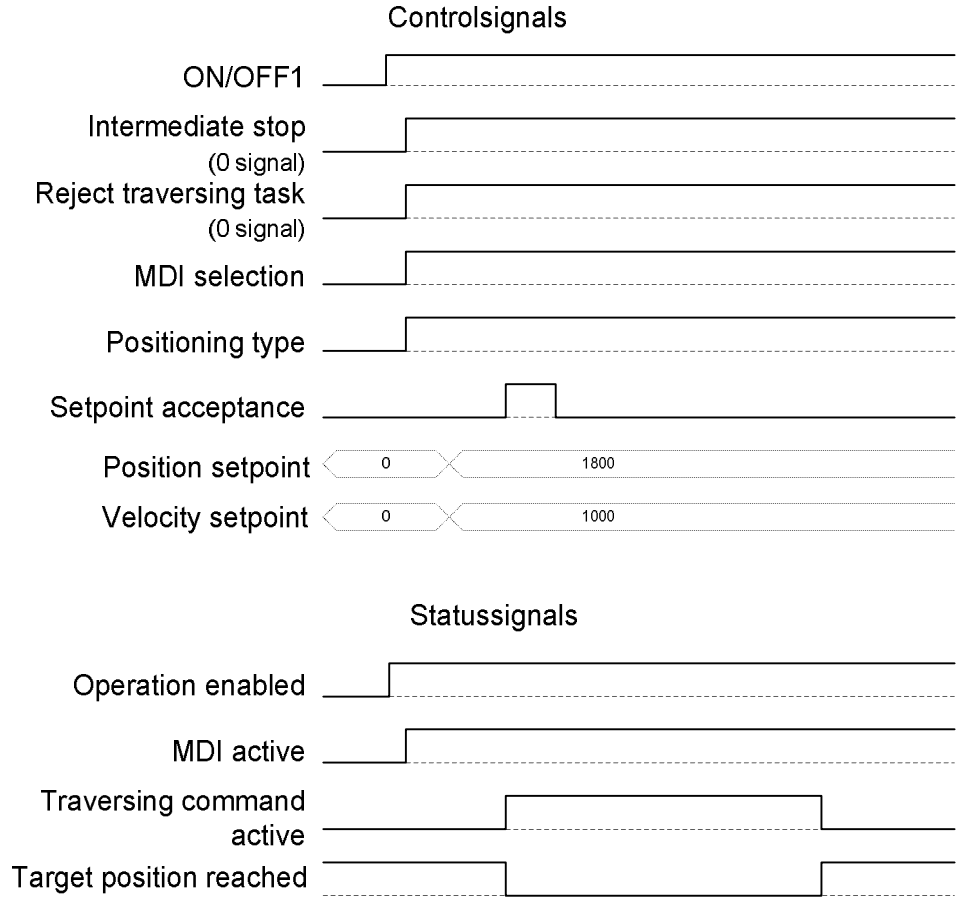 Controlsignals
ON/OFF1
Intermediate stop
(0 signal)
Reject traversing task
(0 signal)
MDI selection
Positioning type
Setpoint acceptance
Position setpoint 0 1800
Velocity setpoint 0 1000
Statussignals
Operation enabled
MDI active
Traversing command
active
Target position reached